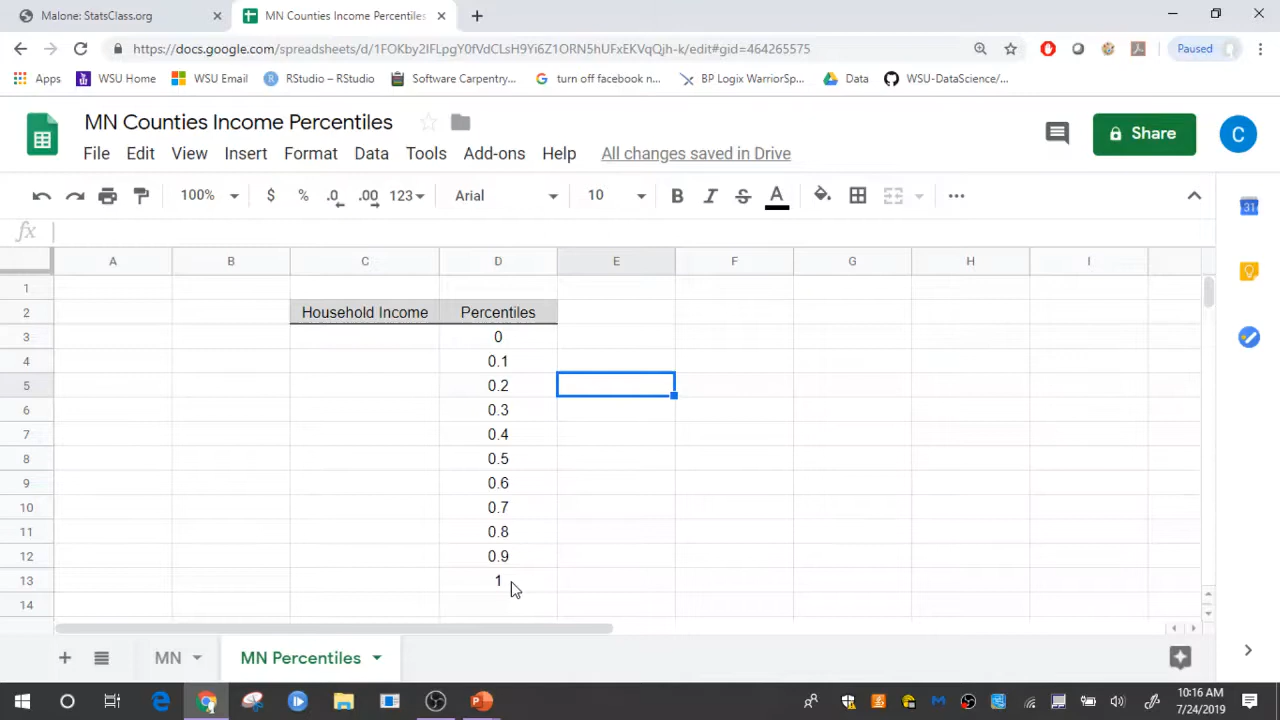 Malone: StatsClass.org
MN Counties Income Percentiles
https://docs.google.com/spreadsheets/d/1FOKby2IFLpgY0fVdCLsH9Yi6Z1ORN5hUFxEKVqQjh-k/edit#gid=464265575
Paused
Apps WSU Home WSU Email RStudio – RStudio Software Carpentry... turn off facebook n... BP Logix WarriorSp... Data WSU-DataScience/...
MN Counties Income Percentiles
Share
C
File Edit View Insert Format Data Tools Add-ons Help All changes saved in Drive
100% $ % .0 .00 123 Arial 10 B I S A
31
fx
A B C D E F G H I
1
2 Household Income Percentiles
3 0
4 0.1
5 0.2
6 0.3
7 0.4
8 0.5
9 0.6
10 0.7
11 0.8
12 0.9
13 1
14
MN MN Percentiles
10:16 AM
7/24/2019